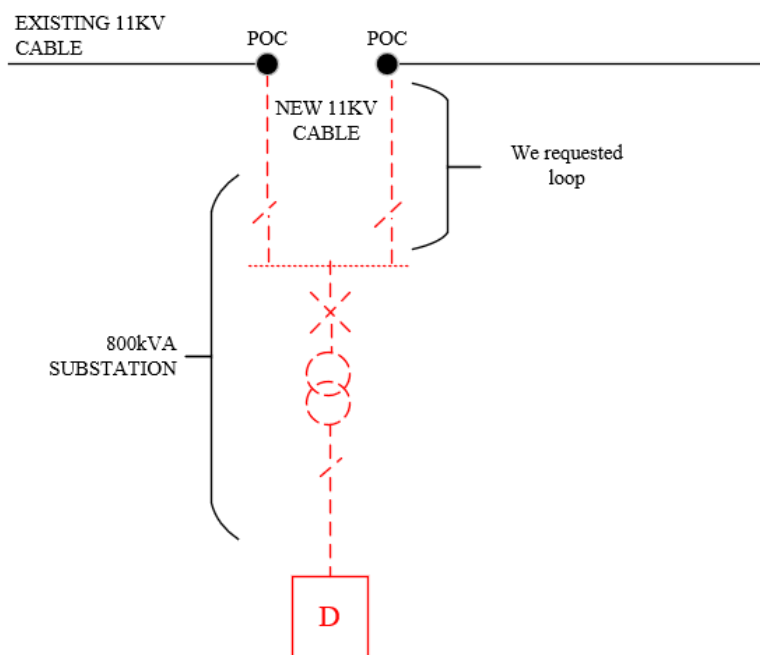 EXISTING 11KV
CABLE
POC
POC
NEW 11KV
CABLE
We requested
loop
800kVA
SUBSTATION
D